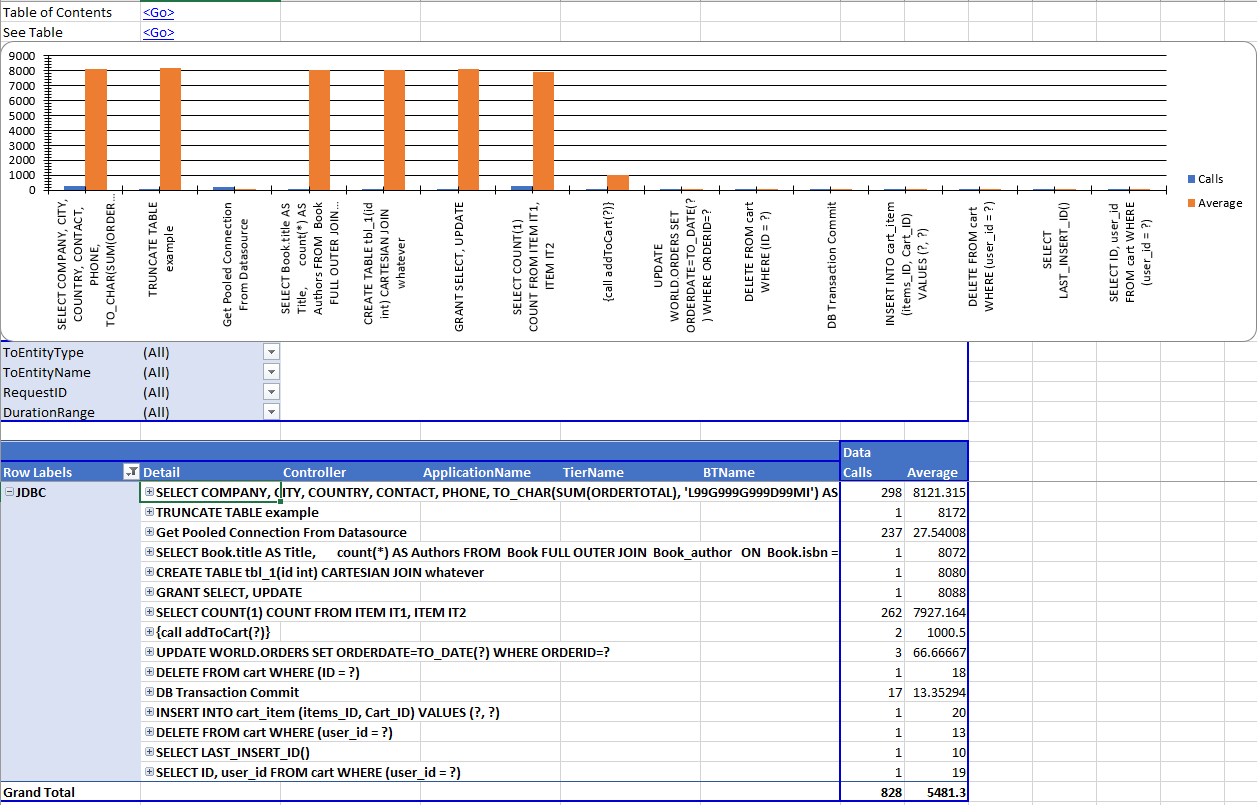 Table of Contents <Go>
See Table <Go>
9000
8000
7000
6000
5000
4000
3000
2000
1000
0
SELECT COMPANY, CITY,
COUNTRY, CONTACT,
PHONE,
TO_CHAR(SUM(ORDER...
TRUNCATE TABLE
example
Get Pooled Connection
From Datasource
SELECT Book.title AS
Title, count(*) AS
Authors FROM Book
FULL OUTER JOIN...
CREATE TABLE tbl_1(id
int) CARTESIAN JOIN
whatever
GRANT SELECT, UPDATE
SELECT COUNT(1)
COUNT FROM ITEM IT1,
ITEM IT2
{call addToCart(?)}
UPDATE
WORLD.ORDERS SET
ORDERDATE=TO_DATE(?
) WHERE ORDERID=?
DELETE FROM cart
WHERE (ID = ?)
DB Transaction Commit
INSERT INTO cart_item
(items_ID, Cart_ID)
VALUES (?, ?)
DELETE FROM cart
WHERE (user_id = ?)
SELECT
LAST_INSERT_ID()
SELECT ID, user_id
FROM cart WHERE
(user_id = ?)
Calls
Average
ToEntityType (All)
ToEntityName (All)
RequestID (All)
DurationRange (All)
Data
Row Labels Detail Controller ApplicationName TierName BTName Calls Average
JDBC SELECT COMPANY, CITY, COUNTRY, CONTACT, PHONE, TO_CHAR(SUM(ORDERTOTAL), 'L99G999G999D99MI') AS 298 8121.315
TRUNCATE TABLE example 1 8172
Get Pooled Connection From Datasource 237 27.54008
SELECT Book.title AS Title, count(*) AS Authors FROM Book FULL OUTER JOIN Book_author ON Book.isbn = 1 8072
CREATE TABLE tbl_1(id int) CARTESIAN JOIN whatever 1 8080
GRANT SELECT, UPDATE 1 8088
SELECT COUNT(1) COUNT FROM ITEM IT1, ITEM IT2 262 7927.164
{call addToCart(?)} 2 1000.5
UPDATE WORLD.ORDERS SET ORDERDATE=TO_DATE(?) WHERE ORDERID=? 3 66.66667
DELETE FROM cart WHERE (ID = ?) 1 18
DB Transaction Commit 17 13.35294
INSERT INTO cart_item (items_ID, Cart_ID) VALUES (?, ?) 1 20
DELETE FROM cart WHERE (user_id = ?) 1 13
SELECT LAST_INSERT_ID() 1 10
SELECT ID, user_id FROM cart WHERE (user_id = ?) 1 19
Grand Total 828 5481.3